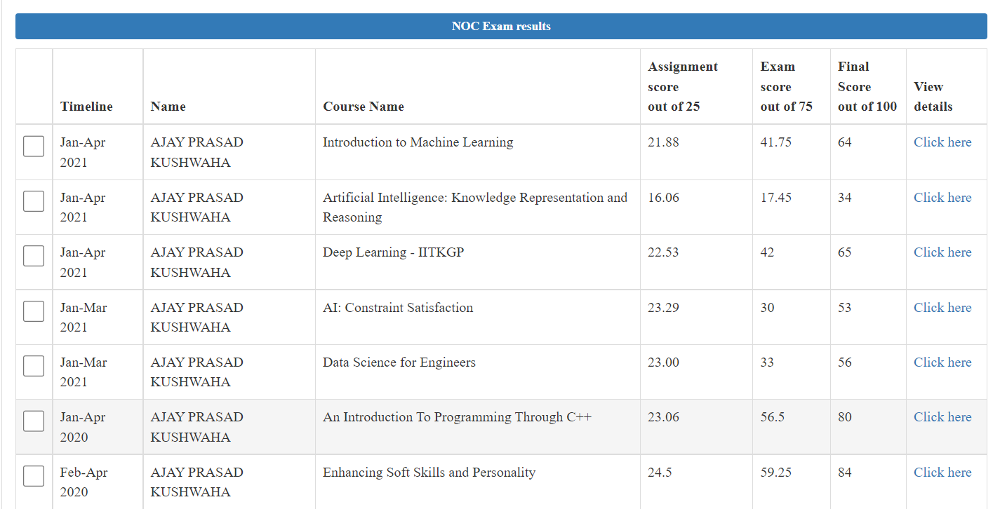 NOC Exam results
Timeline
Name
Course Name
Assignment
score
out of 25
Exam
score
out of 75
Final
Score
out of 100
View
details
Jan-Apr
2021
AJAY PRASAD
KUSHWAHA
Introduction to Machine Learning
21.88
41.75
64
Click here
Jan-Apr
2021
AJAY PRASAD
KUSHWAHA
Artificial Intelligence: Knowledge Representation and
Reasoning
16.06
17.45
34
Click here
Jan-Apr
2021
AJAY PRASAD
KUSHWAHA
Deep Learning - IITKGP
22.53
42
65
Click here
Jan-Mar
2021
AJAY PRASAD
KUSHWAHA
AI: Constraint Satisfaction
23.29
30
53
Click here
Jan-Mar
2021
AJAY PRASAD
KUSHWAHA
Data Science for Engineers
23.00
33
56
Click here
Jan-Apr
2020
AJAY PRASAD
KUSHWAHA
An Introduction To Programming Through C++
23.06
56.5
80
Click here
Feb-Apr
2020
AJAY PRASAD
KUSHWAHA
Enhancing Soft Skills and Personality
24.5
59.25
84
Click here